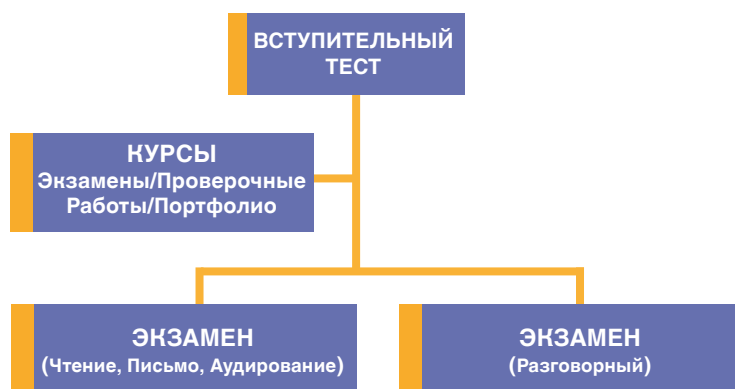 ВСТУПИТЕЛЬНЫЙ
ТЕСТ
КУРСЫ
Экзамены/Проверочные
Работы/Портфолио
ЭКЗАМЕН
(Чтение, Письмо, Аудирование)
ЭКЗАМЕН
(Разговорный)